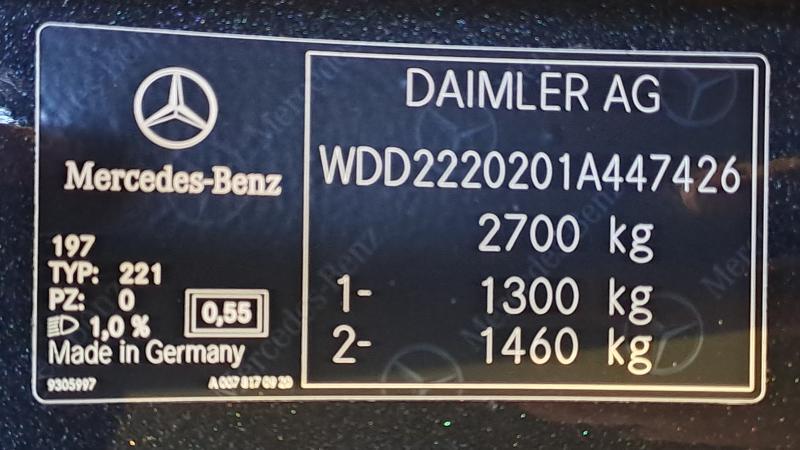 Mercedes-Benz
197
TYP: 221
PZ: 0
1,0 %
0,55
Made in Germany
9305997
A 007 817 09 20
DAIMLER AG
WDD2220201A447426
2700 kg
1- 1300 kg
2- 1460 kg